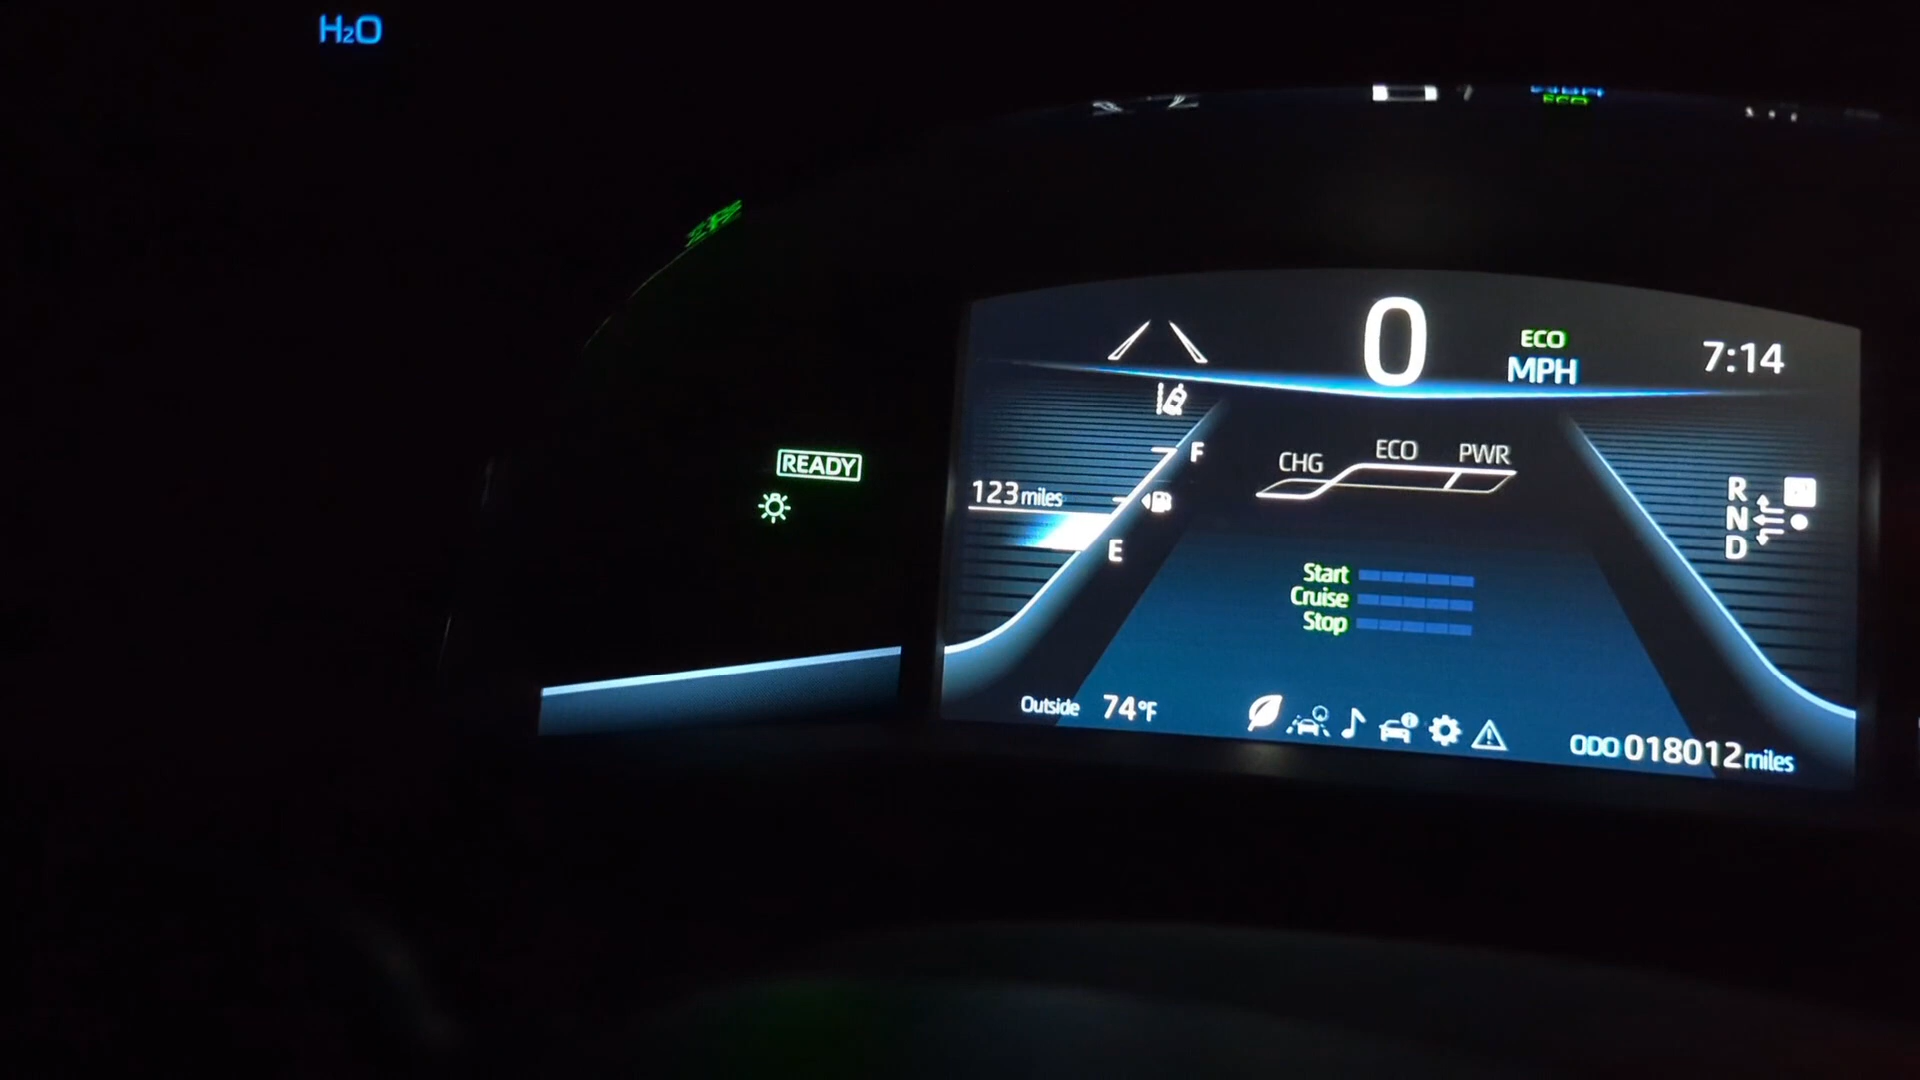 H₂O
0
ECO
MPH
7:14
READY
F
123 miles
E
CHG ECO PWR
R
N
D
Start
Cruise
Stop
Outside 74°F
ODO 018012 miles